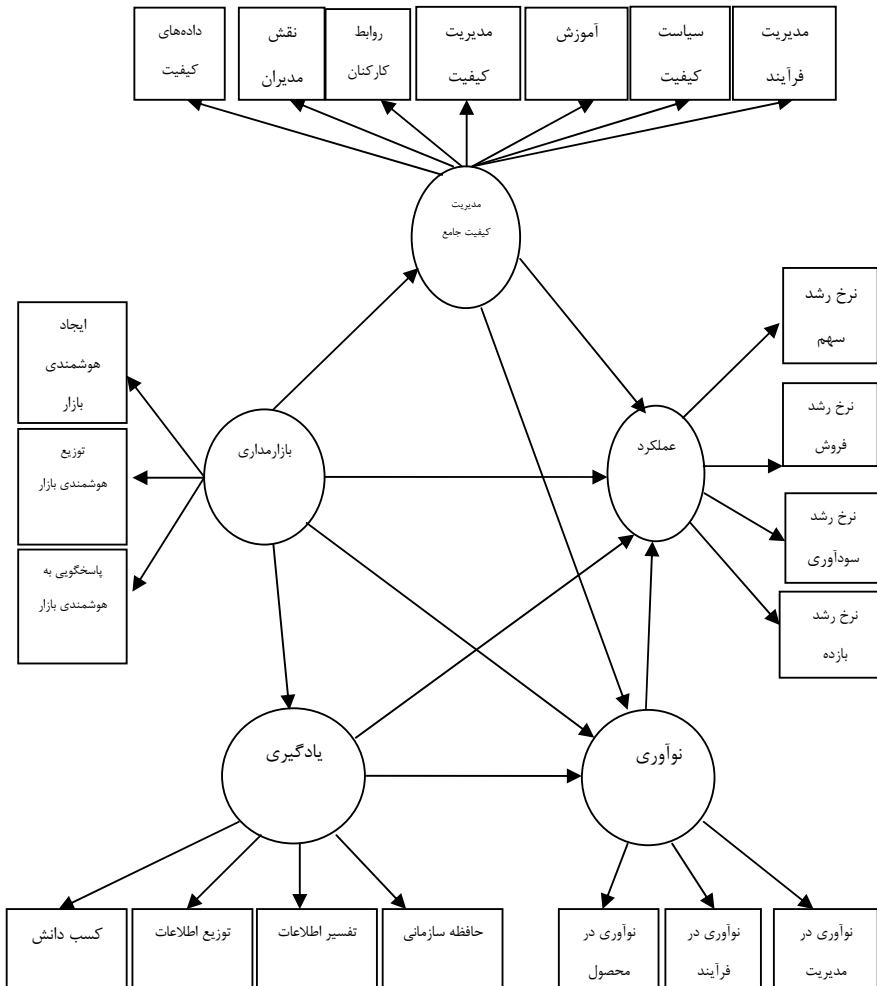 مدیریت
فرآیند
سیاست
کیفیت
آموزش
مدیریت
کیفیت
روابط
کارکنان
نقش
مدیران
داده‌های
کیفیت
مدیریت
کیفیت جامع
نرخ رشد
سهم
نرخ رشد
فروش
نرخ رشد
سودآوری
نرخ رشد
بازده
عملکرد
بازارمداری
ایجاد
هوشمندی
بازار
توزیع
هوشمندی بازار
پاسخگویی به
هوشمندی بازار
نوآوری
یادگیری
نوآوری در
مدیریت
نوآوری در
فرآیند
نوآوری در
محصول
حافظه سازمانی
تفسیر اطلاعات
توزیع اطلاعات
کسب دانش